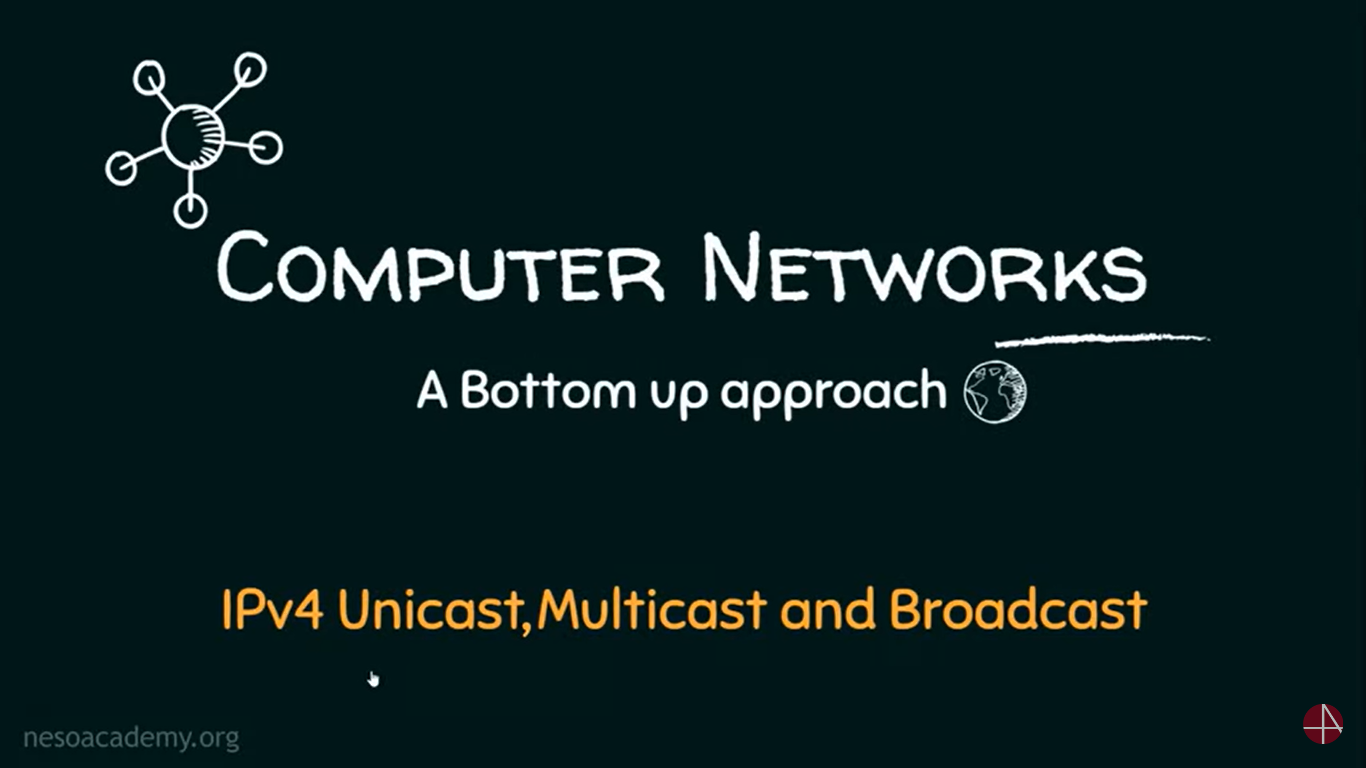 COMPUTER NETWORKS
A Bottom up approach
IPv4 Unicast,Multicast and Broadcast
nesoacademy.org